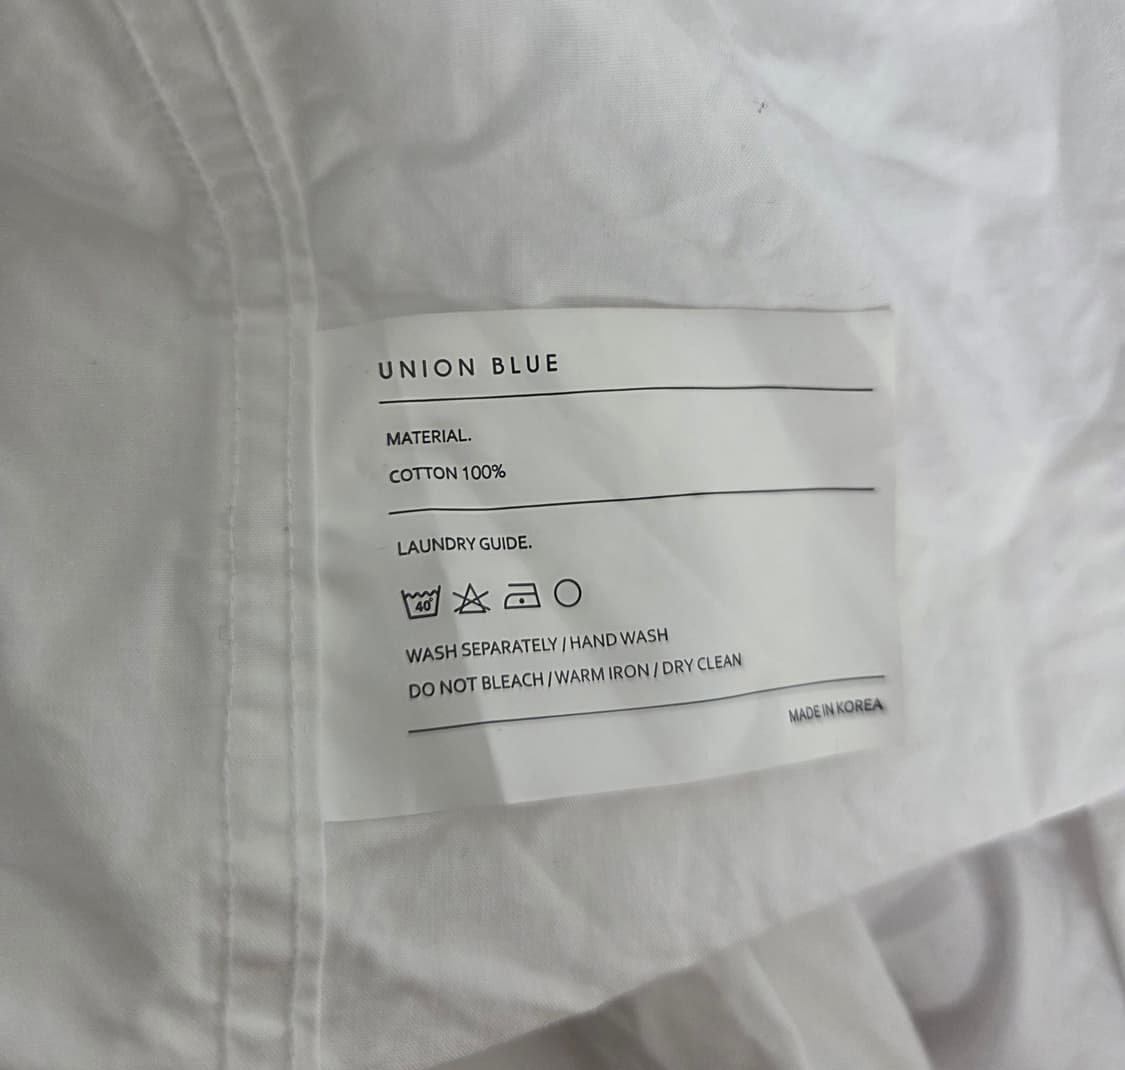 UNION BLUE
MATERIAL.
COTTON 100%
LAUNDRY GUIDE.
40°
WASH SEPARATELY / HAND WASH
DO NOT BLEACH / WARM IRON / DRY CLEAN
MADE IN KOREA